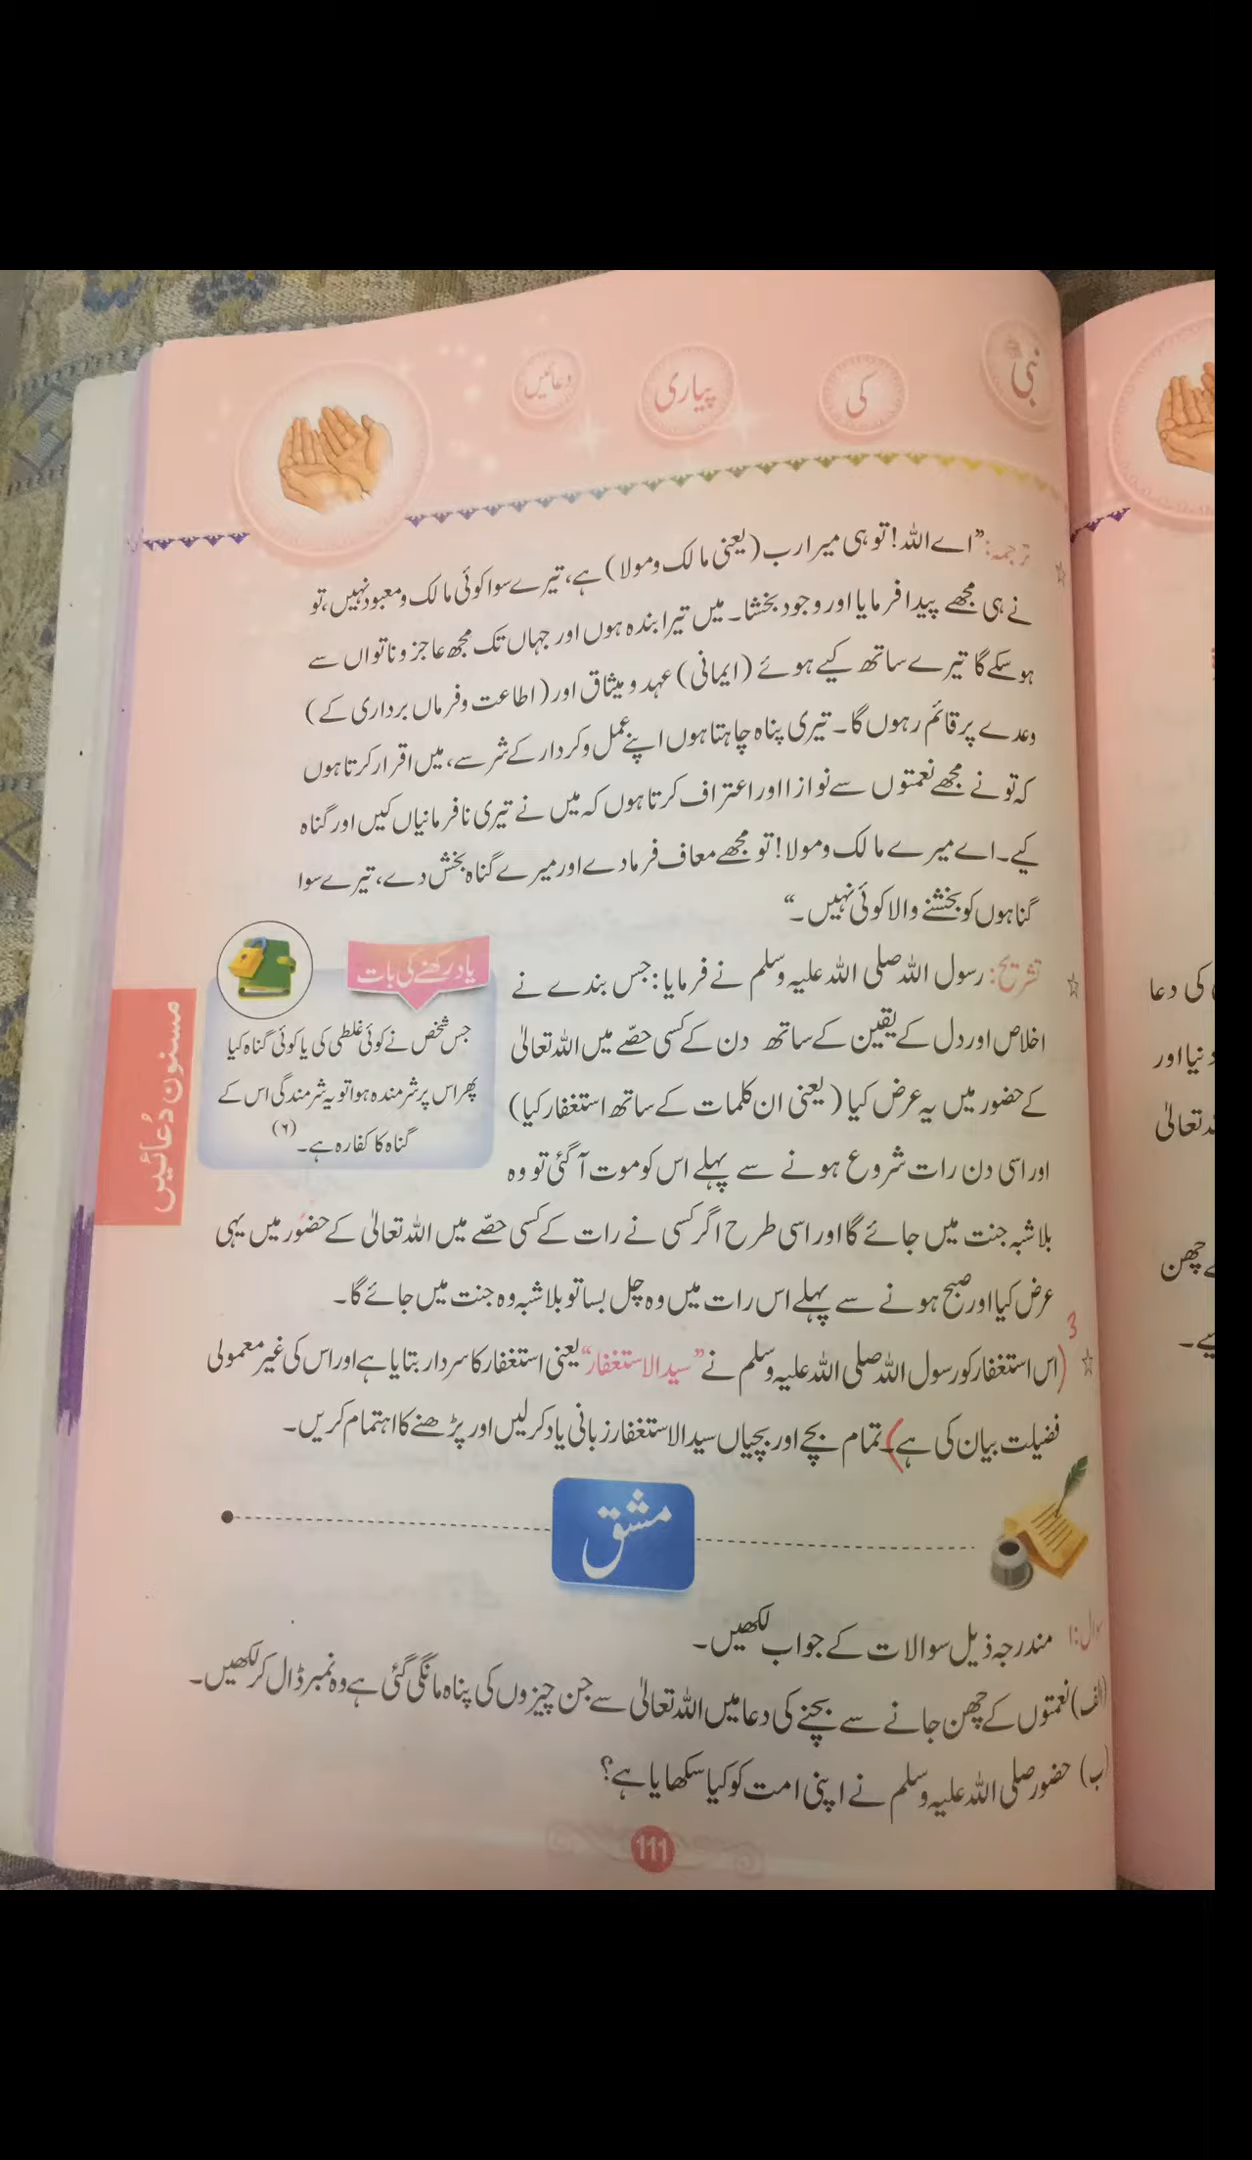 نبی ﷺ کی پیاری دعائیں
ترجمہ: ”اے اللہ! تو ہی میرا رب (یعنی مالک و مولا) ہے، تیرے سوا کوئی مالک و معبود نہیں، تو
نے ہی مجھے پیدا فرمایا اور وجود بخشا۔ میں تیرا بندہ ہوں اور جہاں تک مجھ عاجز و ناتواں سے
ہو سکے گا تیرے ساتھ کیے ہوئے (ایمانی) عہد و میثاق اور (اطاعت و فرماں برداری کے)
وعدے پر قائم رہوں گا۔ تیری پناہ چاہتا ہوں اپنے عمل و کردار کے شر سے، میں اقرار کرتا ہوں
کہ تو نے مجھے نعمتوں سے نوازا اور اعتراف کرتا ہوں کہ میں نے تیری نافرمانیاں کیں اور گناہ
کیے۔ اے میرے مالک و مولا! تو مجھے معاف فرما دے اور میرے گناہ بخش دے، تیرے سوا
گناہوں کو بخشنے والا کوئی نہیں۔“
تشریح: رسول اللہ صلی اللہ علیہ وسلم نے فرمایا: جس بندے نے
اخلاص اور دل کے یقین کے ساتھ دن کے کسی حصّے میں اللہ تعالیٰ
کے حضور میں یہ عرض کیا (یعنی ان کلمات کے ساتھ استغفار کیا)
اور اسی دن رات شروع ہونے سے پہلے اس کو موت آ گئی تو وہ
بلاشبہ جنت میں جائے گا اور اسی طرح اگر کسی نے رات کے کسی حصّے میں اللہ تعالیٰ کے حضور میں یہی
عرض کیا اور صبح ہونے سے پہلے اس رات میں وہ چل بسا تو بلاشبہ وہ جنت میں جائے گا۔
یاد رکھنے کی بات
جس شخص نے کوئی غلطی کی یا کوئی گناہ کیا
پھر اس پر شرمندہ ہوا تو یہ شرمندگی اس کے
گناہ کا کفارہ ہے۔(۶)
مسنون دُعائیں
3
(اس استغفار کو رسول اللہ صلی اللہ علیہ وسلم نے ”سید الاستغفار“ یعنی استغفار کا سردار بتایا ہے اور اس کی غیر معمولی
فضیلت بیان کی ہے)۔ تمام بچے اور بچیاں سید الاستغفار زبانی یاد کر لیں اور پڑھنے کا اہتمام کریں۔
مشق
سوال:۱ مندرجہ ذیل سوالات کے جواب لکھیں۔
(الف) نعمتوں کے چھن جانے سے بچنے کی دعا میں اللہ تعالیٰ سے جن چیزوں کی پناہ مانگی گئی ہے وہ نمبر ڈال کر لکھیں۔
(ب) حضور صلی اللہ علیہ وسلم نے اپنی امت کو کیا سکھایا ہے؟
111
کی دعا
دنیا اور
تعالیٰ
چھن